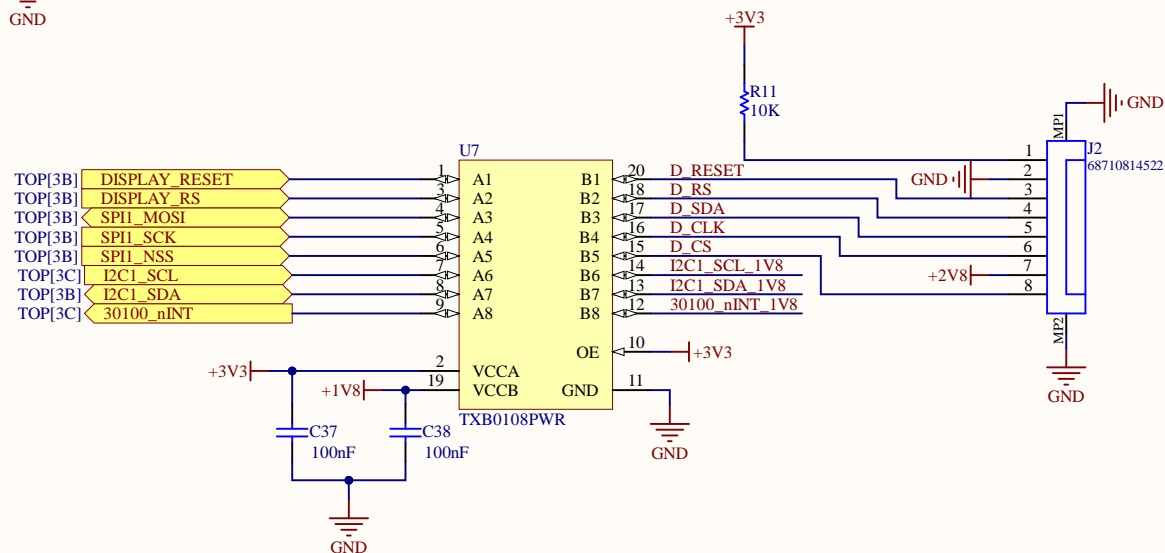 GND
+3V3
R11
10K
GND
MP1
J2
68710814522
U7
TOP[3B] DISPLAY_RESET 1 A1 B1 20 D_RESET
TOP[3B] DISPLAY_RS 3 A2 B2 18 D_RS
TOP[3B] SPI1_MOSI 4 A3 B3 17 D_SDA
TOP[3B] SPI1_SCK 5 A4 B4 16 D_CLK
TOP[3B] SPI1_NSS 6 A5 B5 15 D_CS
TOP[3C] I2C1_SCL 7 A6 B6 14 I2C1_SCL_1V8
TOP[3B] I2C1_SDA 8 A7 B7 13 I2C1_SDA_1V8
TOP[3C] 30100_nINT 9 A8 B8 12 30100_nINT_1V8
1
GND 2
3
4
5
6
+2V8 7
8
MP2
GND
OE 10 +3V3
+3V3 2 VCCA
+1V8 19 VCCB GND 11
TXB0108PWR
GND
C37
100nF
C38
100nF
GND